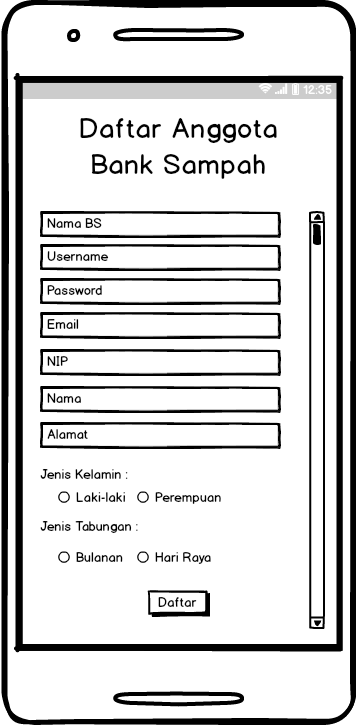 12:35
Daftar Anggota
Bank Sampah
Nama BS
Username
Password
Email
NIP
Nama
Alamat
Jenis Kelamin :
Laki-laki Perempuan
Jenis Tabungan :
Bulanan Hari Raya
Daftar